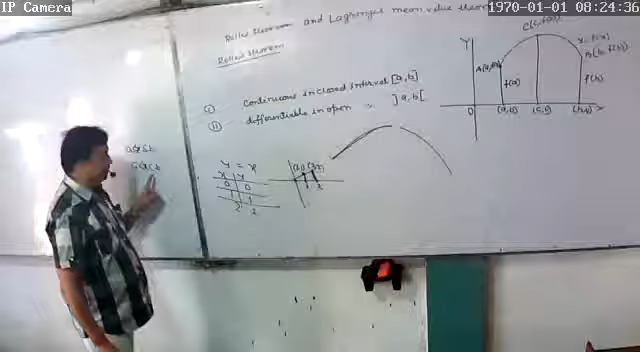 IP Camera
1970-01-01 08:24:36
Rolle's theorem and Lagrange's mean value theorem
Rolle's theorem
(i) Continuous in closed interval [a,b]
(ii) differentiable in open " ]a,b[
a≤x≤b
a<x<b
y = x
x y
0 0
1 1
2 2
Y
C(c, f(c))
y = f(x)
B(b, f(b))
f(a)
f(b)
O (a,0) (c,0) (b,0) X